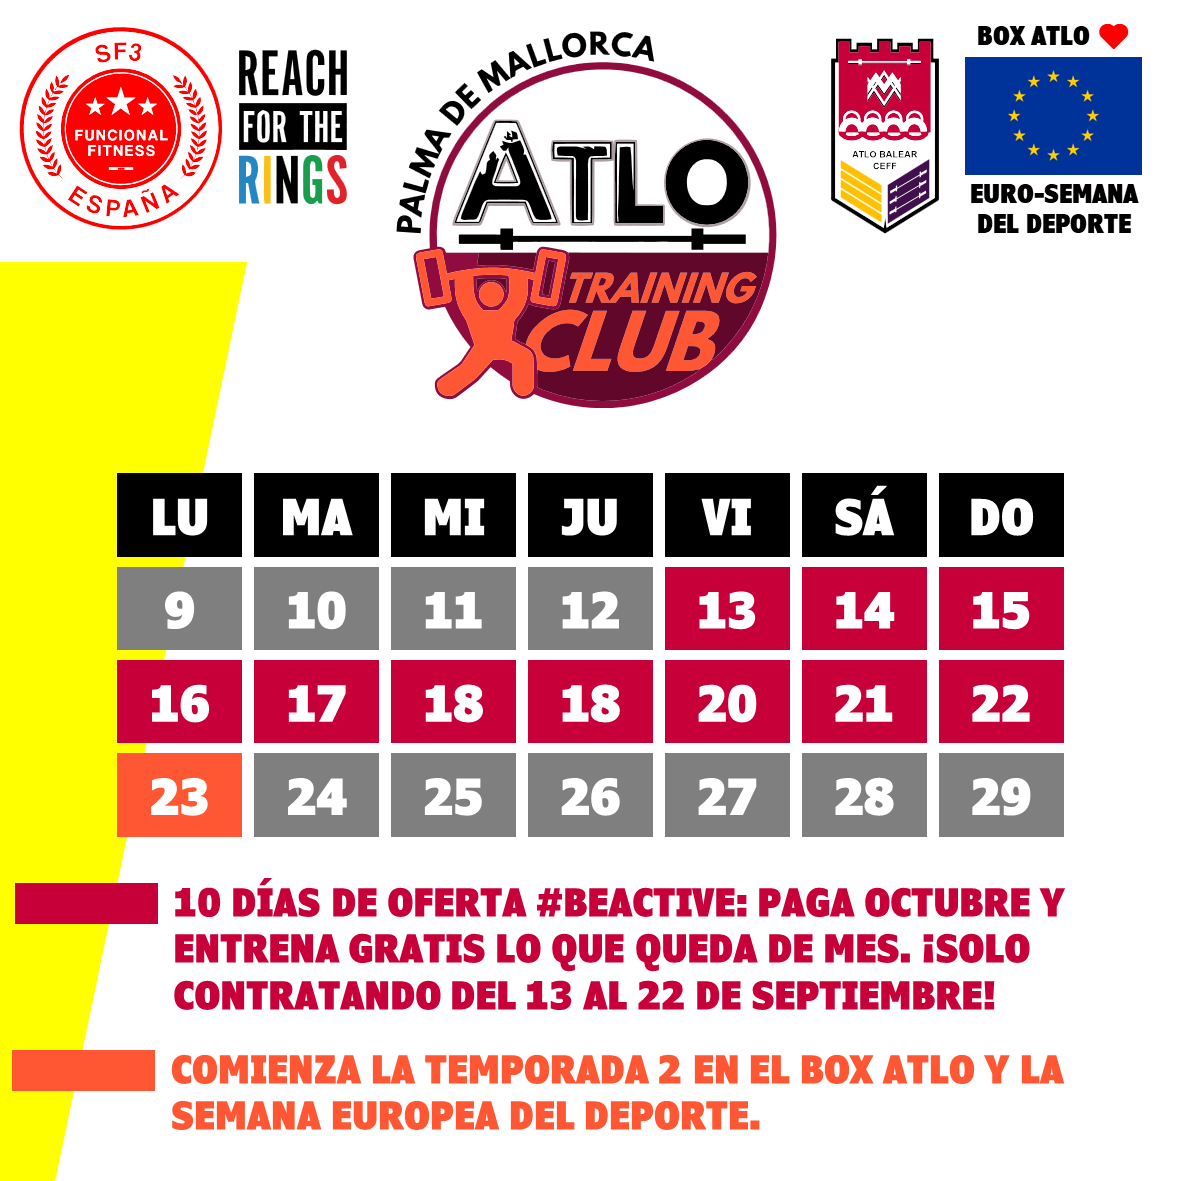 SF3
FUNCIONAL
FITNESS
ESPAÑA
REACH
FOR THE
RINGS
PALMA DE MALLORCA
ATLO
TRAINING
CLUB
ATLO BALEAR
CEFF
BOX ATLO
EURO-SEMANA
DEL DEPORTE
LU MA MI JU VI SÁ DO
9 10 11 12 13 14 15
16 17 18 18 20 21 22
23 24 25 26 27 28 29
10 DÍAS DE OFERTA #BEACTIVE: PAGA OCTUBRE Y
ENTRENA GRATIS LO QUE QUEDA DE MES. ¡SOLO
CONTRATANDO DEL 13 AL 22 DE SEPTIEMBRE!
COMIENZA LA TEMPORADA 2 EN EL BOX ATLO Y LA
SEMANA EUROPEA DEL DEPORTE.